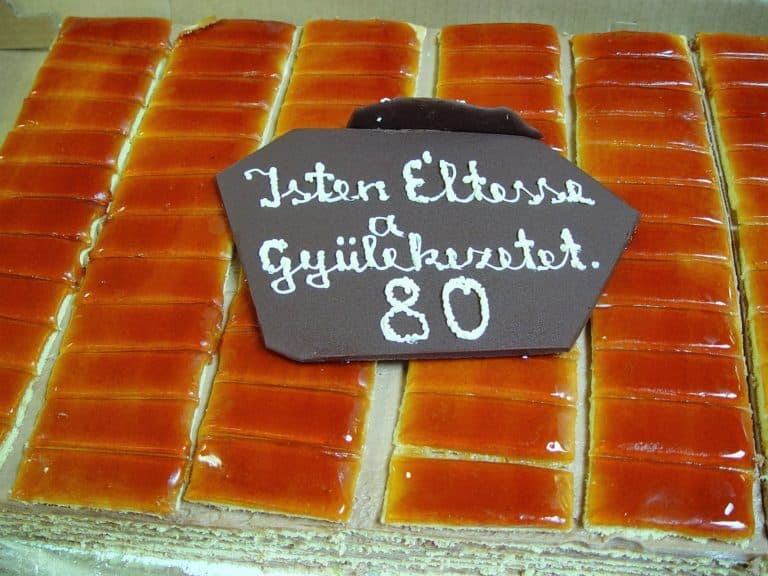 Isten Éltesse
a
Gyülekezetet.
80